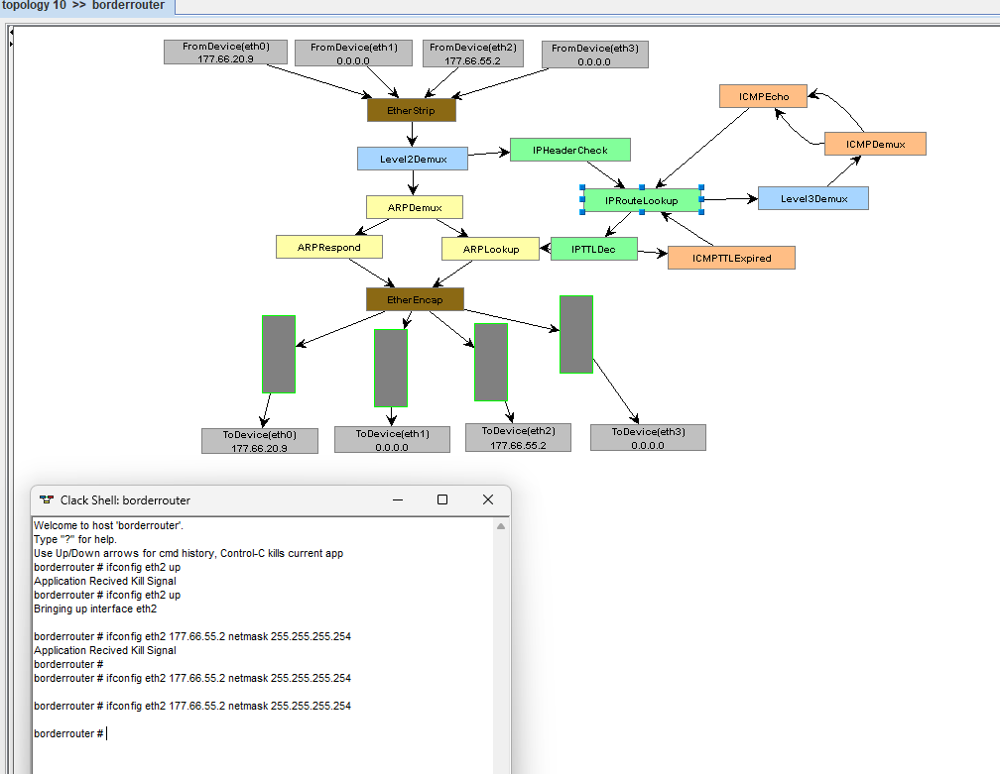 topology 10 >> borderrouter
FromDevice(eth0)
177.66.20.9
FromDevice(eth1)
0.0.0.0
FromDevice(eth2)
177.66.55.2
FromDevice(eth3)
0.0.0.0
EtherStrip
ICMPEcho
ICMPDemux
Level2Demux
IPHeaderCheck
IPRouteLookup
Level3Demux
ARPDemux
ARPRespond
ARPLookup
IPTTLDec
ICMPTTLExpired
EtherEncap
ToDevice(eth0)
177.66.20.9
ToDevice(eth1)
0.0.0.0
ToDevice(eth2)
177.66.55.2
ToDevice(eth3)
0.0.0.0
Clack Shell: borderrouter
Welcome to host 'borderrouter'.
Type "?" for help.
Use Up/Down arrows for cmd history, Control-C kills current app
borderrouter # ifconfig eth2 up
Application Recived Kill Signal
borderrouter # ifconfig eth2 up
Bringing up interface eth2
borderrouter # ifconfig eth2 177.66.55.2 netmask 255.255.255.254
Application Recived Kill Signal
borderrouter #
borderrouter # ifconfig eth2 177.66.55.2 netmask 255.255.255.254
borderrouter # ifconfig eth2 177.66.55.2 netmask 255.255.255.254
borderrouter #